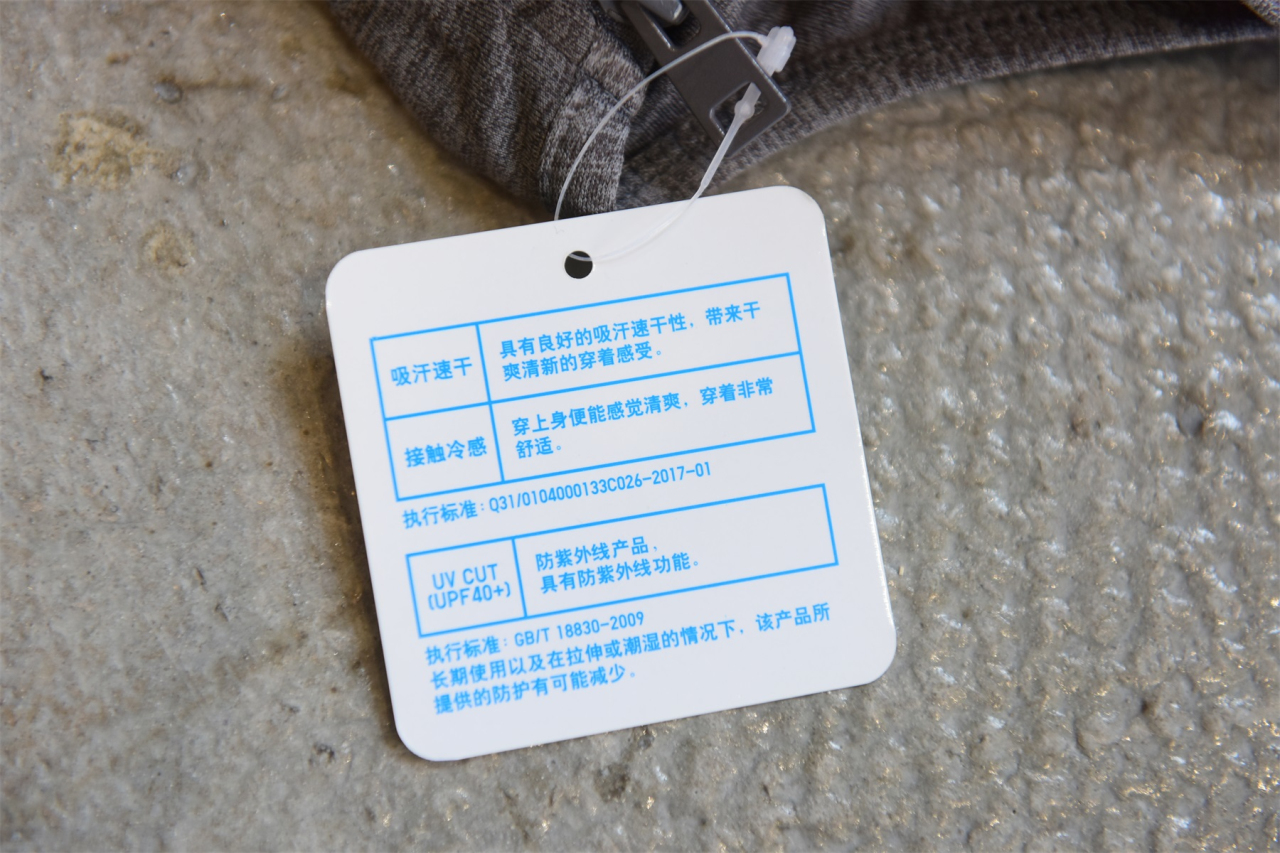 吸汗速干
具有良好的吸汗速干性，带来干
爽清新的穿着感受。
接触冷感
穿上身便能感觉清爽，穿着非常
舒适。
执行标准：Q31/0104000133C026-2017-01
UV CUT
(UPF40+)
防紫外线产品，
具有防紫外线功能。
执行标准：GB/T 18830-2009
长期使用以及在拉伸或潮湿的情况下，该产品所
提供的防护有可能减少。